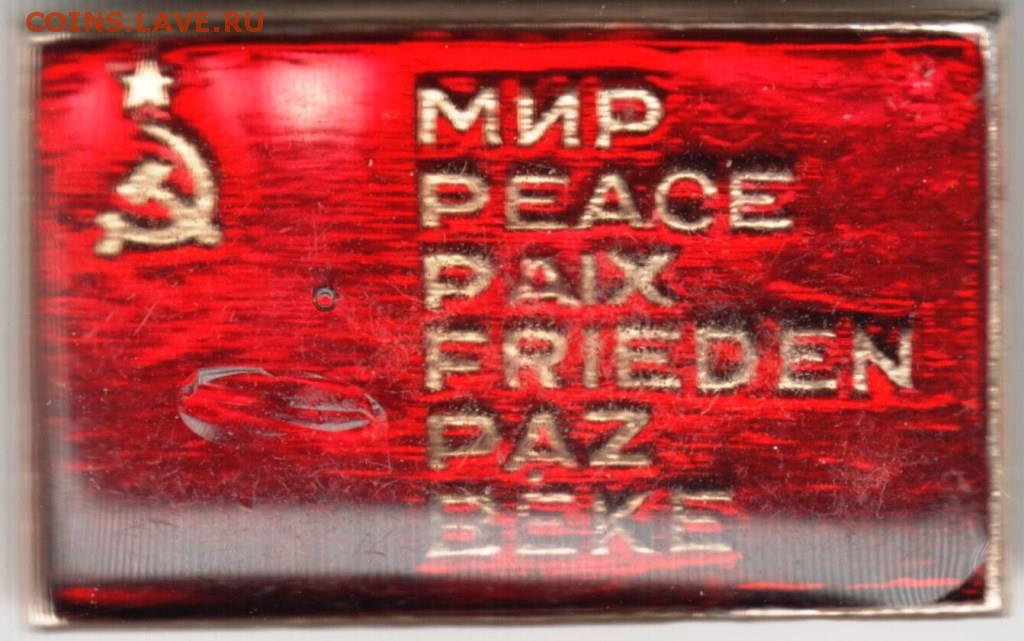 COINS.LAVE.RU
МИР
PEACE
PAIX
FRIEDEN
PAZ
BÉKE